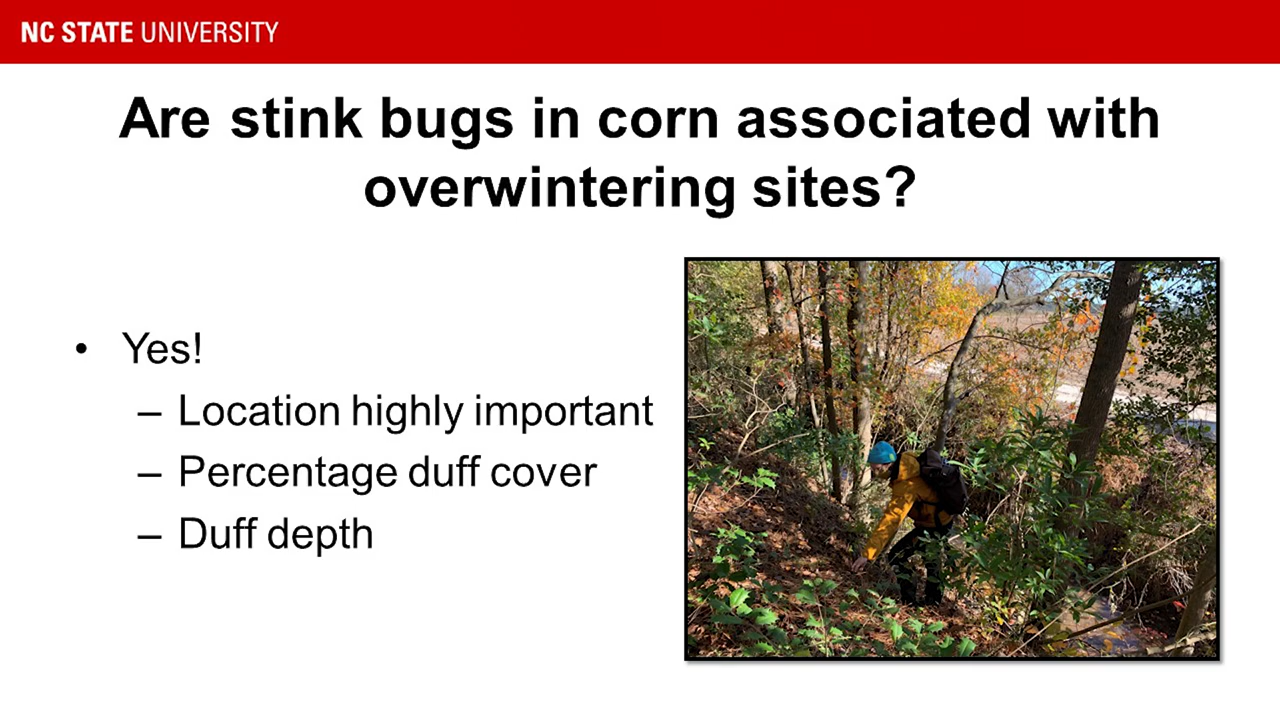 NC STATE UNIVERSITY
Are stink bugs in corn associated with
overwintering sites?
• Yes!
– Location highly important
– Percentage duff cover
– Duff depth